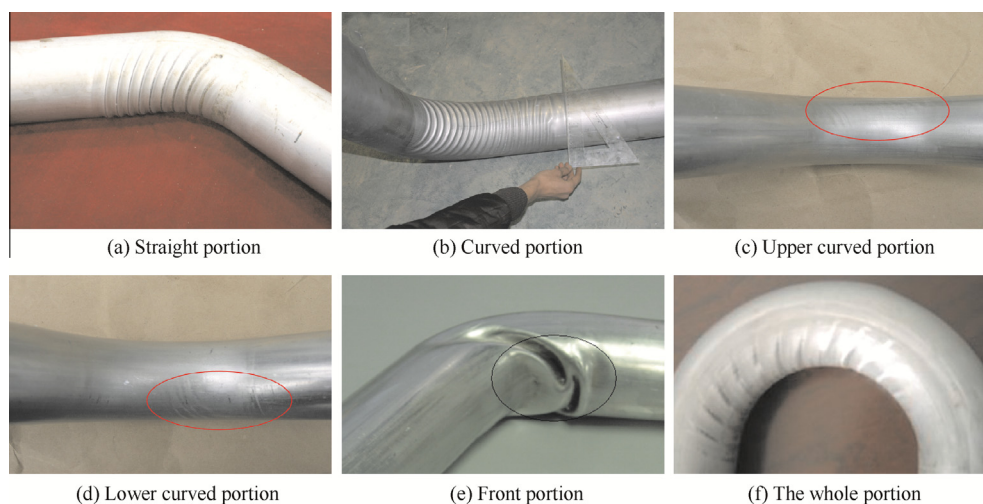 (a) Straight portion
(b) Curved portion
(c) Upper curved portion
(d) Lower curved portion
(e) Front portion
(f) The whole portion